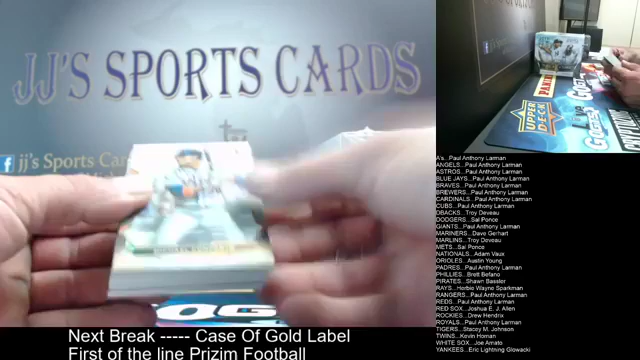 JJ'S SPORTS CARDS
jj's Sports Car
PANINI
UPPER DECK
A's... Paul Anthony Larman
ANGELS...Paul Anthony Larman
ASTROS...Paul Anthony Larman
BLUE JAYS...Paul Anthony Larman
BRAVES...Paul Anthony Larman
BREWERS...Paul Anthony Larman
CARDINALS...Paul Anthony Larman
CUBS...Paul Anthony Larman
DBACKS...Troy Deveau
DODGERS...Sal Ponce
GIANTS...Paul Anthony Larman
MARINERS...Dave Gerhart
MARLINS...Troy Deveau
METS...Sal Ponce
NATIONALS...Adam Vaux
ORIOLES...Austin Young
PADRES...Paul Anthony Larman
PHILLIES...Brett Befano
PIRATES...Shawn Bassler
RAYS...Herbie Wayne Sparkman
RANGERS...Paul Anthony Larman
REDS...Paul Anthony Larman
RED SOX...Joshua E. J. Allen
ROCKIES...Drew Hendrix
ROYALS...Paul Anthony Larman
TIGERS...Stacey M. Johnson
TWINS...Kevin Homan
WHITE SOX...Joe Amato
YANKEES...Eric Lightning Glowacki
Next Break ----- Case Of Gold Label
First of the line Prizim Football